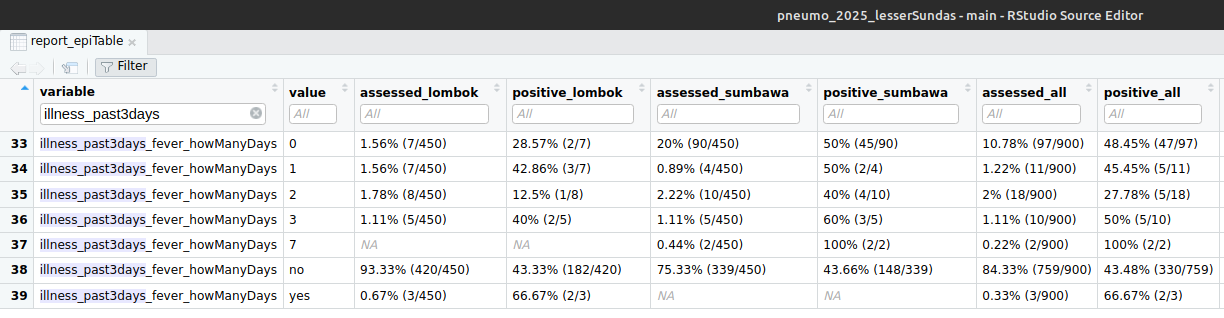 pneumo_2025_lesserSundas - main - RStudio Source Editor
report_epiTable
Filter
variable value assessed_lombok positive_lombok assessed_sumbawa positive_sumbawa assessed_all positive_all
illness_past3days All All All All All All All
33 illness_past3days_fever_howManyDays 0 1.56% (7/450) 28.57% (2/7) 20% (90/450) 50% (45/90) 10.78% (97/900) 48.45% (47/97)
34 illness_past3days_fever_howManyDays 1 1.56% (7/450) 42.86% (3/7) 0.89% (4/450) 50% (2/4) 1.22% (11/900) 45.45% (5/11)
35 illness_past3days_fever_howManyDays 2 1.78% (8/450) 12.5% (1/8) 2.22% (10/450) 40% (4/10) 2% (18/900) 27.78% (5/18)
36 illness_past3days_fever_howManyDays 3 1.11% (5/450) 40% (2/5) 1.11% (5/450) 60% (3/5) 1.11% (10/900) 50% (5/10)
37 illness_past3days_fever_howManyDays 7 NA NA 0.44% (2/450) 100% (2/2) 0.22% (2/900) 100% (2/2)
38 illness_past3days_fever_howManyDays no 93.33% (420/450) 43.33% (182/420) 75.33% (339/450) 43.66% (148/339) 84.33% (759/900) 43.48% (330/759)
39 illness_past3days_fever_howManyDays yes 0.67% (3/450) 66.67% (2/3) NA NA 0.33% (3/900) 66.67% (2/3)